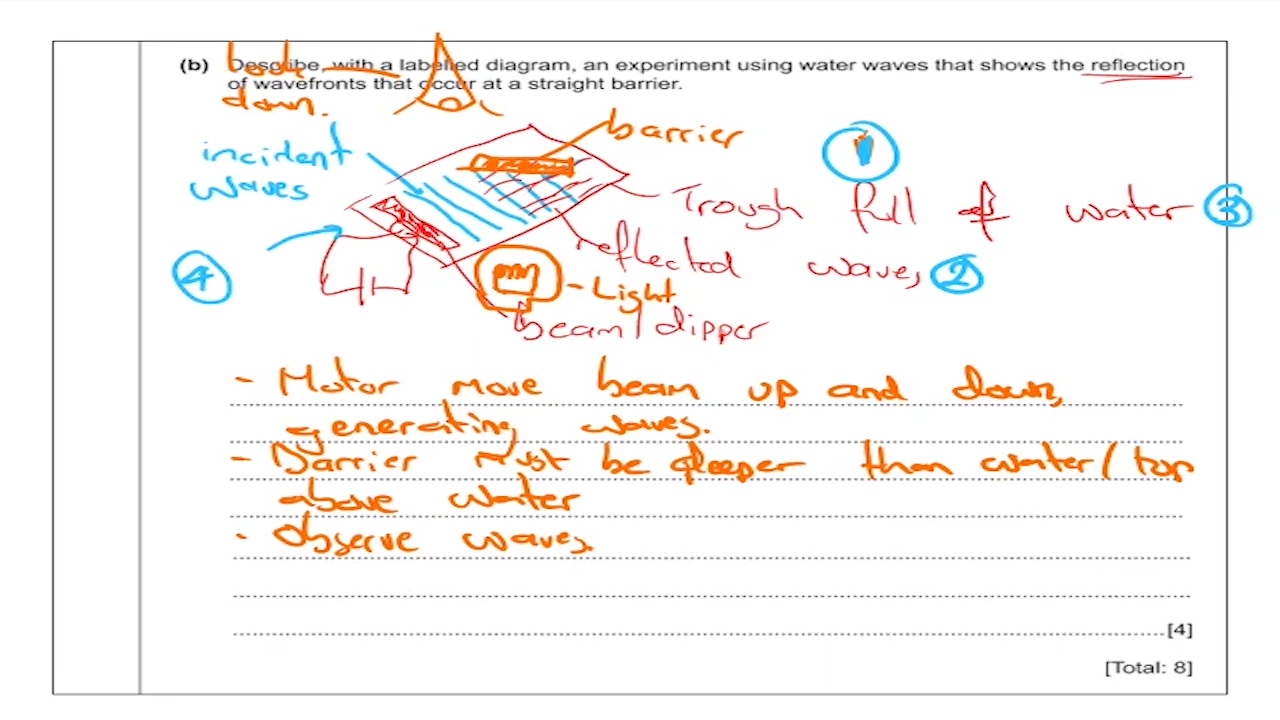 (b) Describe, with a labelled diagram, an experiment using water waves that shows the reflection
of wavefronts that occur at a straight barrier.
look
down.
barrier
1
incident
waves
Trough full of water 3
reflected waves 2
4
Light
beam/dipper
- Motor move beam up and down,
generating waves.
- Barrier must be deeper than water/top
above water
- Observe waves.
[4]
[Total: 8]